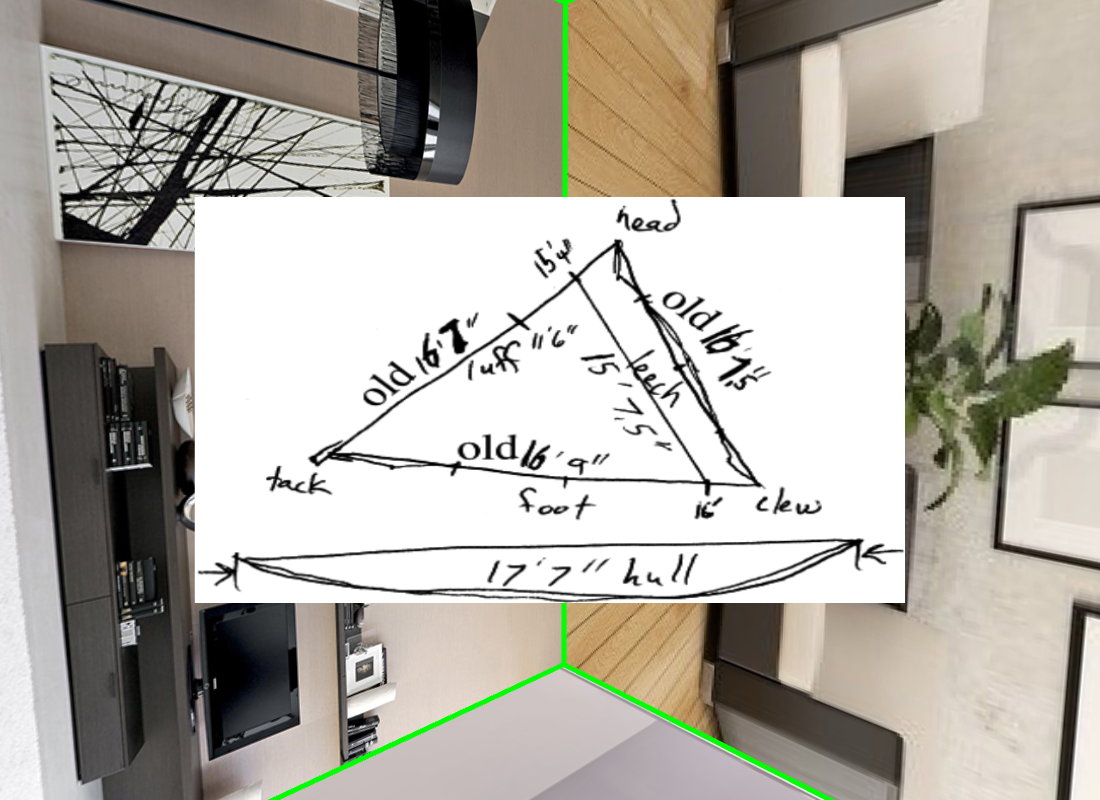 head
15'4"
old 16'7"
luff 11'6"
old 16'7.5"
leech
15' 7.5"
old 16'9"
tack
foot
16'
clew
17'7" hull